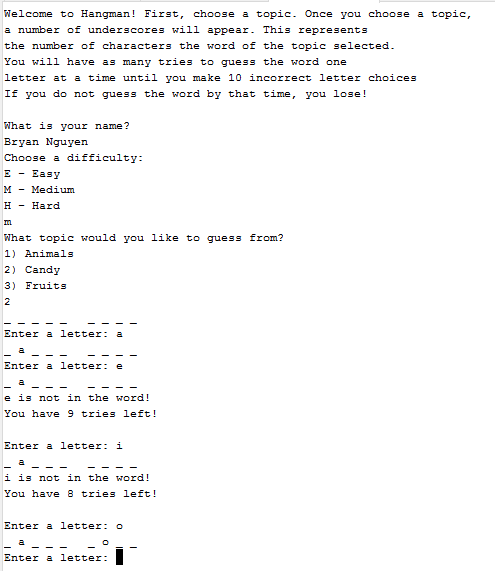 Welcome to Hangman! First, choose a topic. Once you choose a topic,
a number of underscores will appear. This represents
the number of characters the word of the topic selected.
You will have as many tries to guess the word one
letter at a time until you make 10 incorrect letter choices
If you do not guess the word by that time, you lose!
What is your name?
Bryan Nguyen
Choose a difficulty:
E - Easy
M - Medium
H - Hard
m
What topic would you like to guess from?
1) Animals
2) Candy
3) Fruits
2
_ _ _ _ _   _ _ _ _
Enter a letter: a
_ a _ _ _   _ _ _ _
Enter a letter: e
_ a _ _ _   _ _ _ _
e is not in the word!
You have 9 tries left!
Enter a letter: i
_ a _ _ _   _ _ _ _
i is not in the word!
You have 8 tries left!
Enter a letter: o
_ a _ _ _   _ o _ _
Enter a letter: